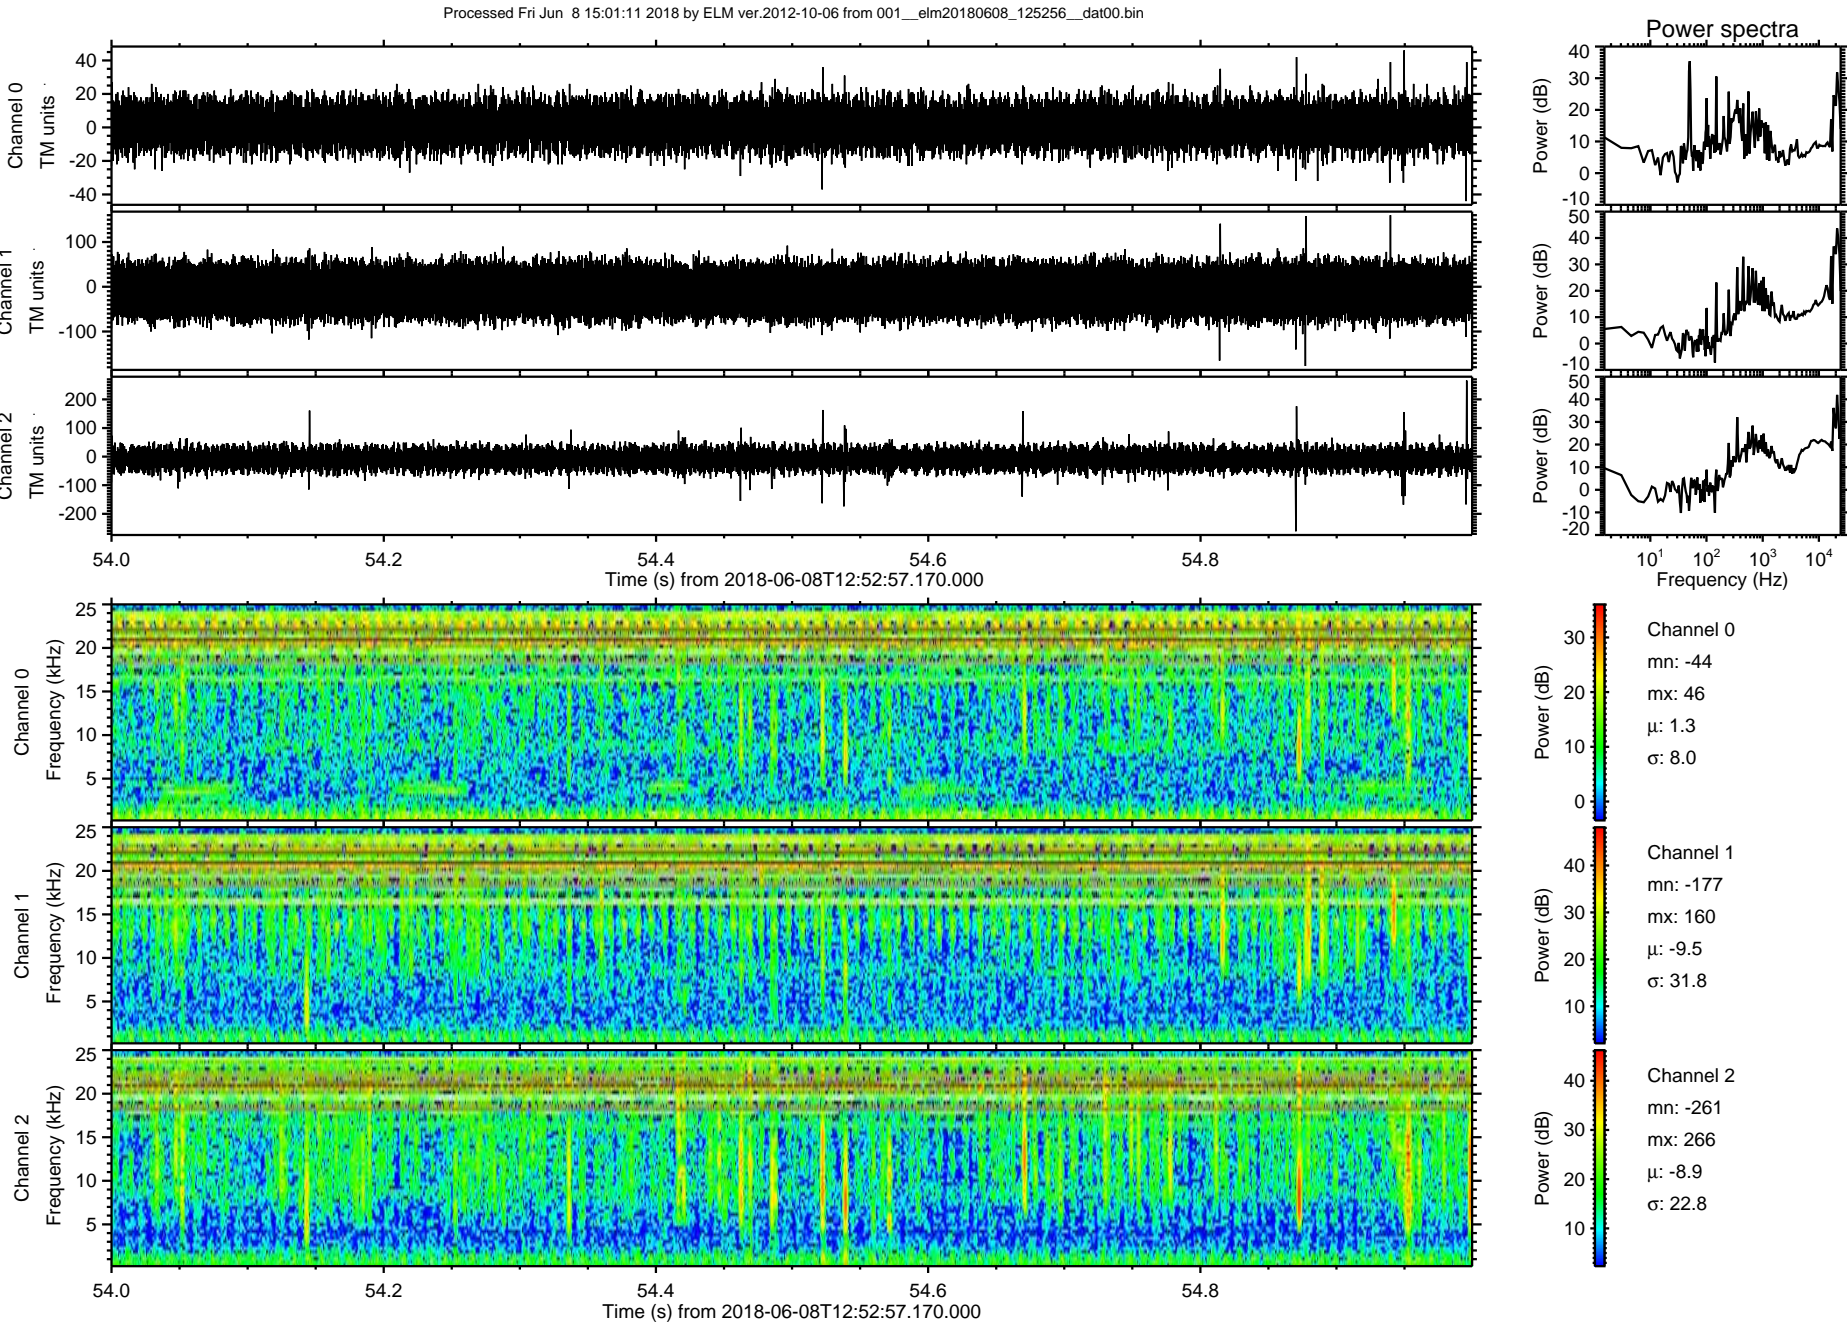 Processed Fri Jun  8 15:01:11 2018 by ELM ver.2012-10-06 from 001__elm20180608_125256__dat00.bin
Power spectra
Channel 0
TM units
40
20
0
-20
-40
Power (dB)
40
30
20
10
0
-10
Channel 1
TM units
100
0
-100
Power (dB)
50
40
30
20
10
0
-10
Channel 2
TM units
200
100
0
-100
-200
Power (dB)
50
40
30
20
10
0
-10
-20
54.0 54.2 54.4 54.6 54.8
Time (s) from 2018-06-08T12:52:57.170.000
10¹ 10² 10³ 10⁴
Frequency (Hz)
Channel 0
Frequency (kHz)
25
20
15
10
5
Power (dB)
30
20
10
0
Channel 0
mn: -44
mx: 46
μ: 1.3
σ: 8.0
Channel 1
Frequency (kHz)
25
20
15
10
5
Power (dB)
40
30
20
10
Channel 1
mn: -177
mx: 160
μ: -9.5
σ: 31.8
Channel 2
Frequency (kHz)
25
20
15
10
5
Power (dB)
40
30
20
10
Channel 2
mn: -261
mx: 266
μ: -8.9
σ: 22.8
54.0 54.2 54.4 54.6 54.8
Time (s) from 2018-06-08T12:52:57.170.000